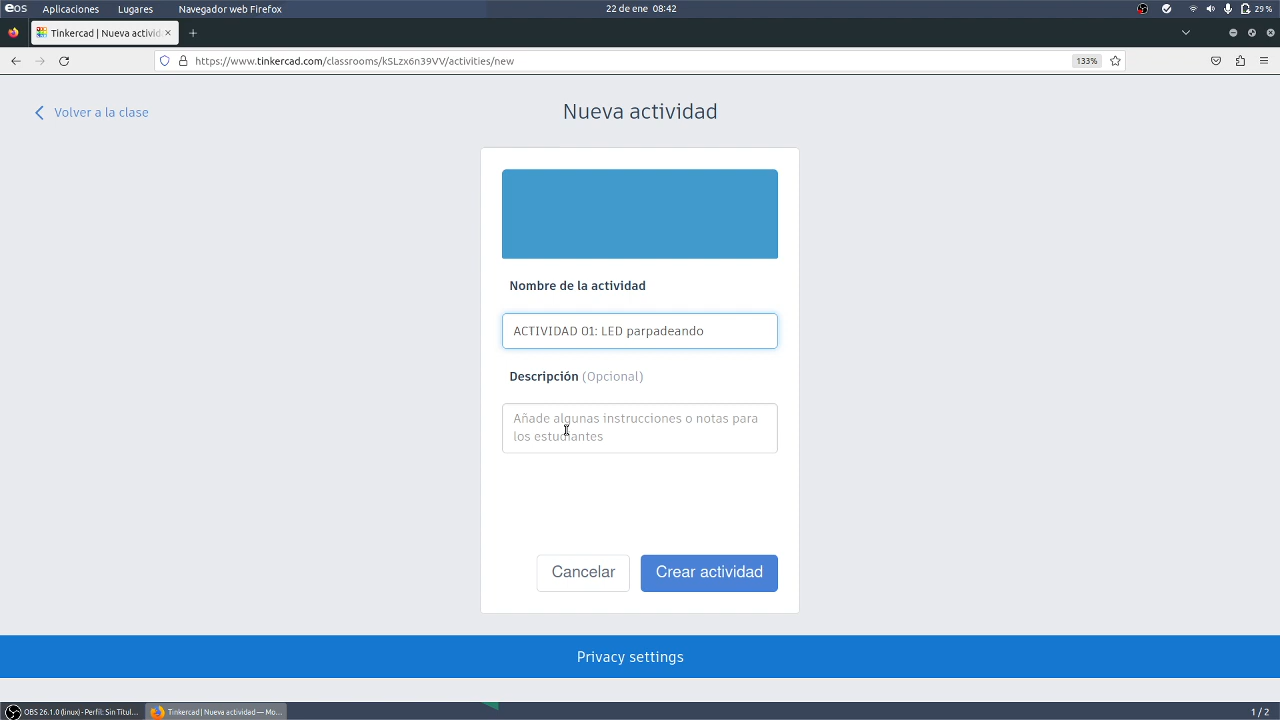 OS Aplicaciones Lugares Navegador web Firefox 22 de ene 08:42 29 %
Tinkercad | Nueva activid
https://www.tinkercad.com/classrooms/kSLzx6n39VV/activities/new 133%
Volver a la clase
Nueva actividad
Nombre de la actividad
ACTIVIDAD 01: LED parpadeando
Descripción (Opcional)
Añade algunas instrucciones o notas para
los estudiantes
Cancelar Crear actividad
Privacy settings
OBS 26.1.0 (linux) - Perfil: Sin Titul... Tinkercad | Nueva actividad — Mo... 1 / 2